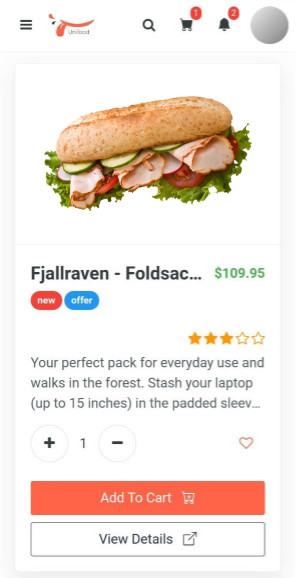 Unifood
1
2
Fjallraven - Foldsac...
$109.95
new
offer
Your perfect pack for everyday use and
walks in the forest. Stash your laptop
(up to 15 inches) in the padded sleev...
+ 1 −
Add To Cart
View Details